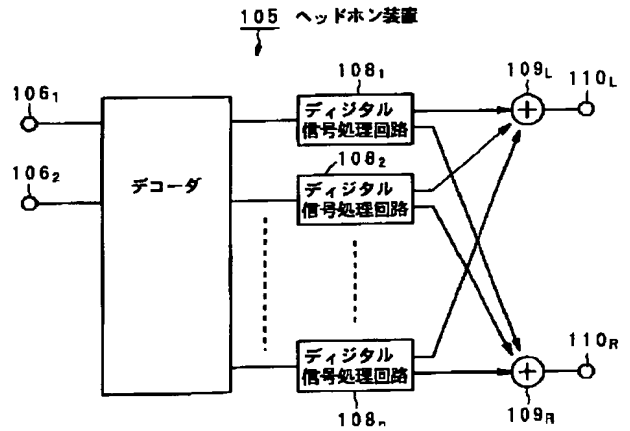 105 ヘッドホン装置
106₁
106₂
デコーダ
108₁
ディジタル
信号処理回路
108₂
ディジタル
信号処理回路
ディジタル
信号処理回路
108ₙ
109L
+
110L
110R
+
109R